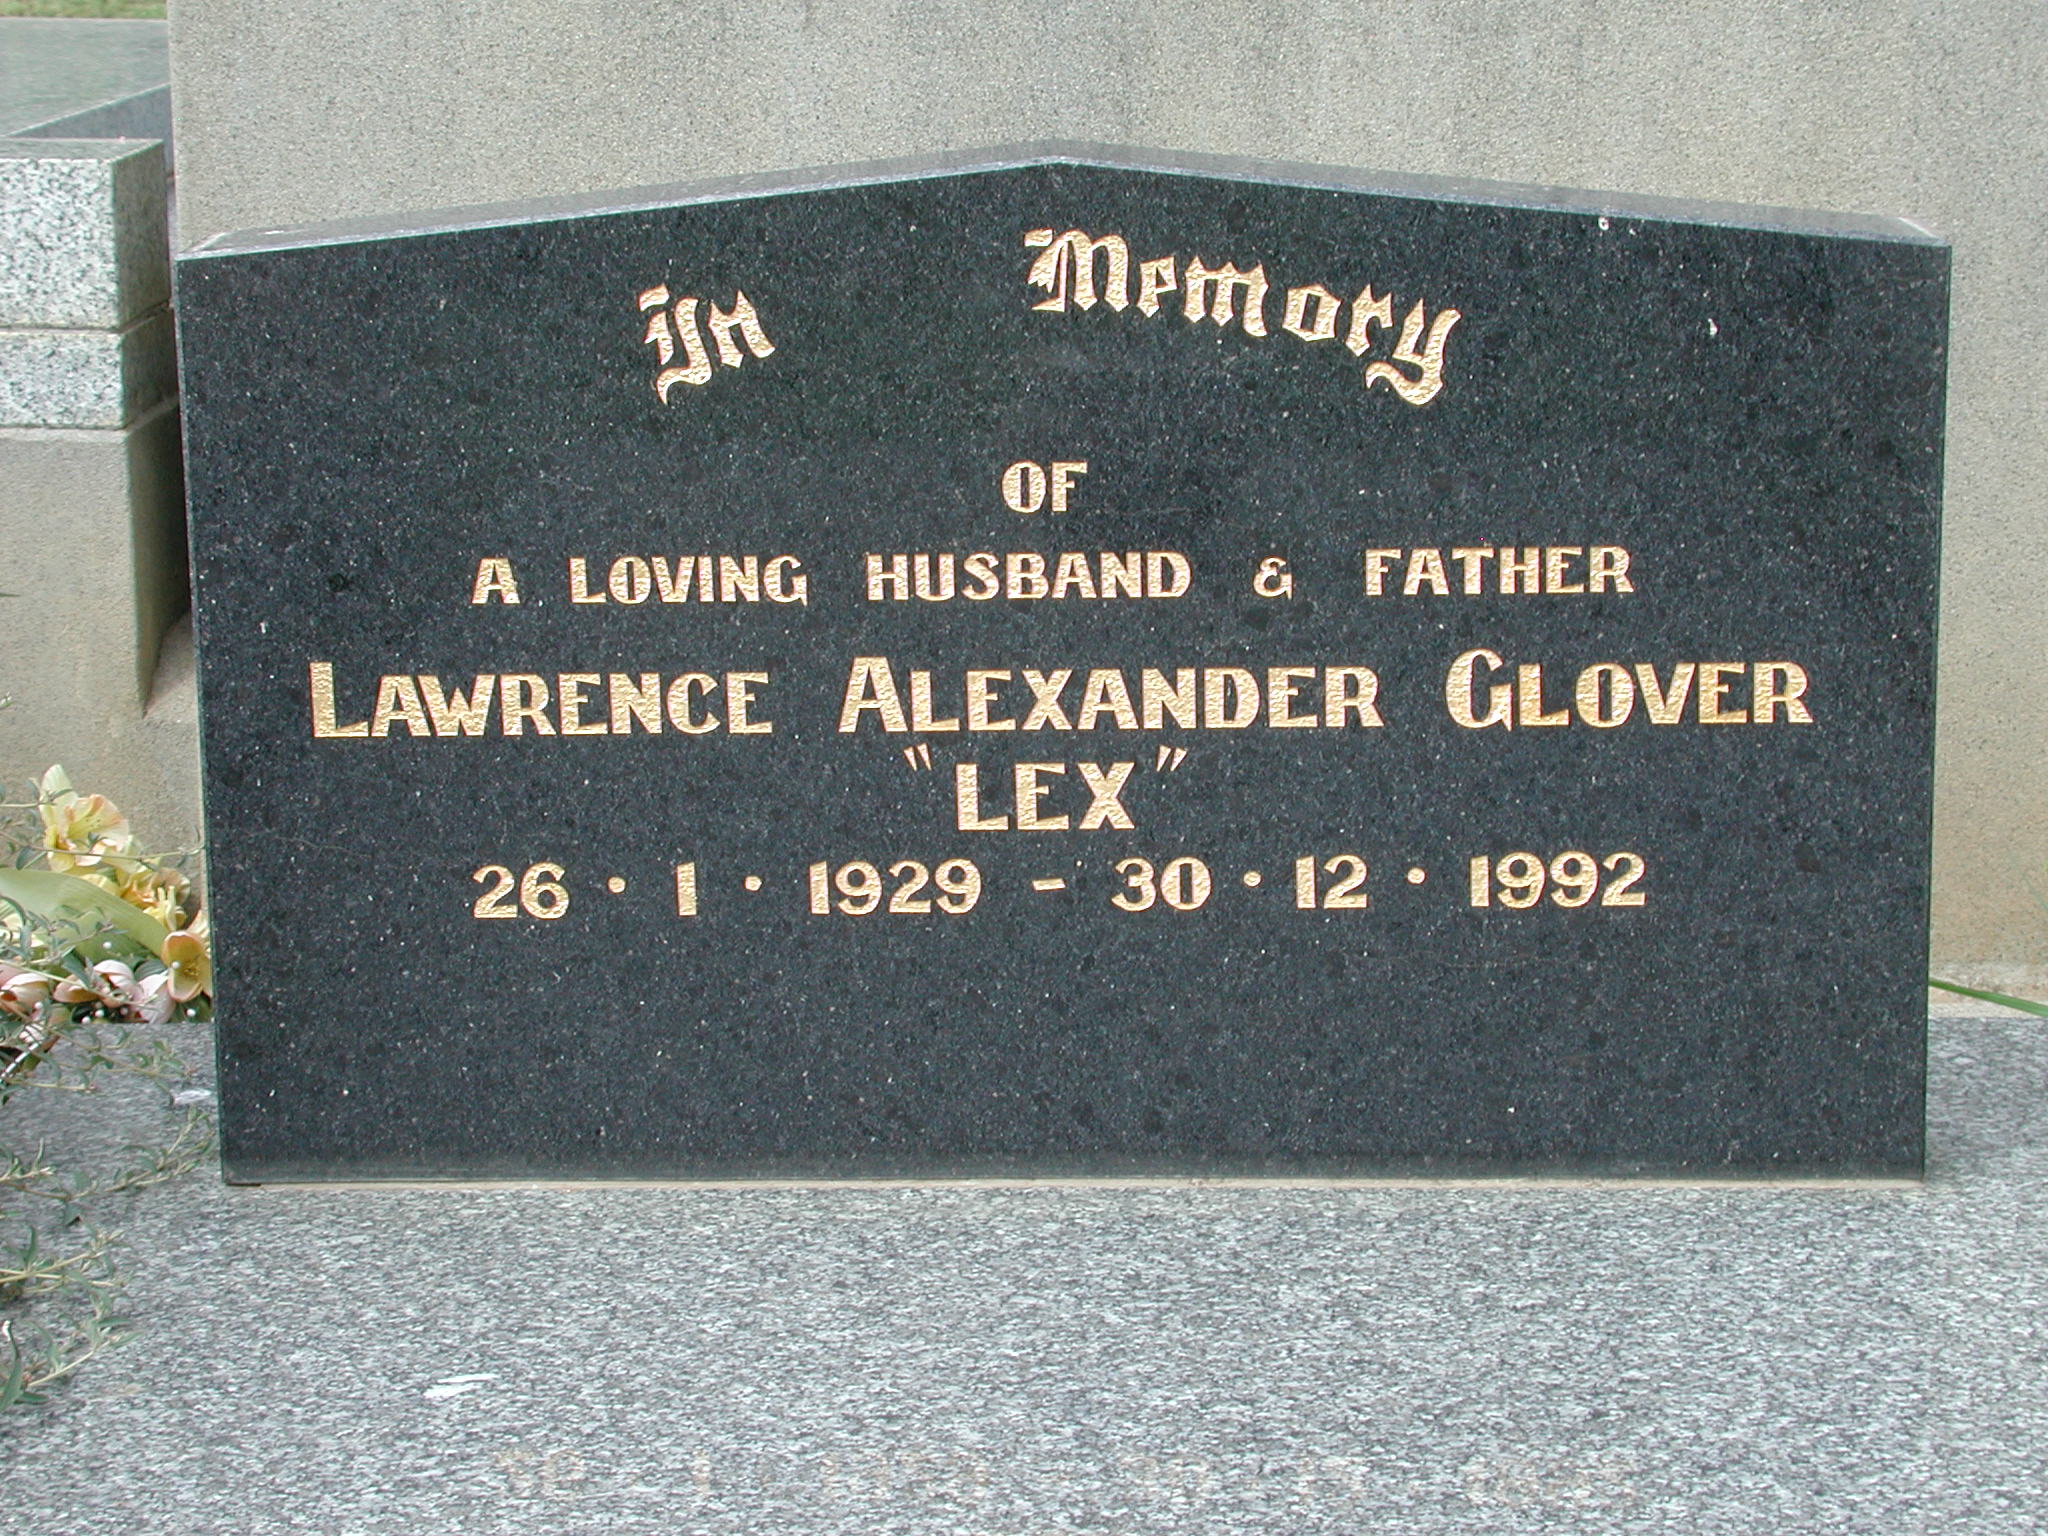 In Memory
OF
A LOVING HUSBAND & FATHER
LAWRENCE ALEXANDER GLOVER
"LEX"
26 · 1 · 1929 - 30 · 12 · 1992